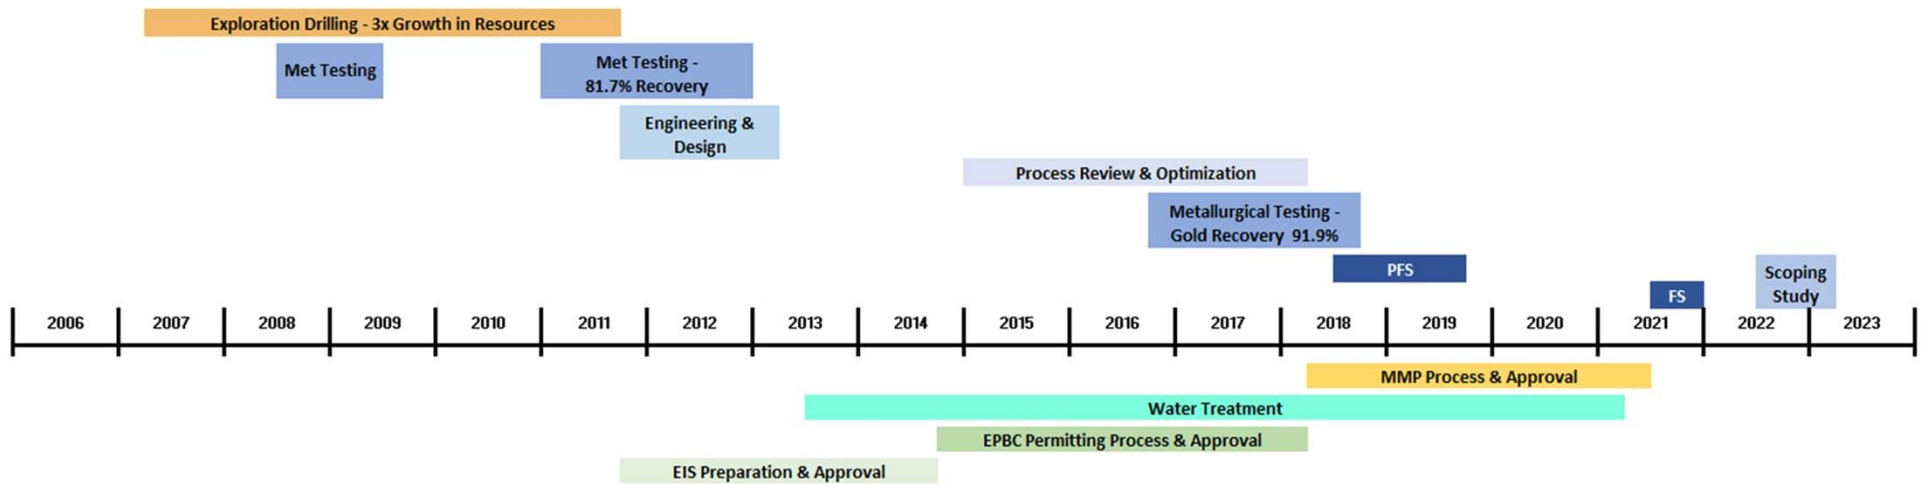 Exploration Drilling - 3x Growth in Resources
Met Testing
Met Testing -
81.7% Recovery
Engineering &
Design
Process Review & Optimization
Metallurgical Testing -
Gold Recovery 91.9%
PFS
FS
Scoping
Study
2006 2007 2008 2009 2010 2011 2012 2013 2014 2015 2016 2017 2018 2019 2020 2021 2022 2023
MMP Process & Approval
Water Treatment
EPBC Permitting Process & Approval
EIS Preparation & Approval